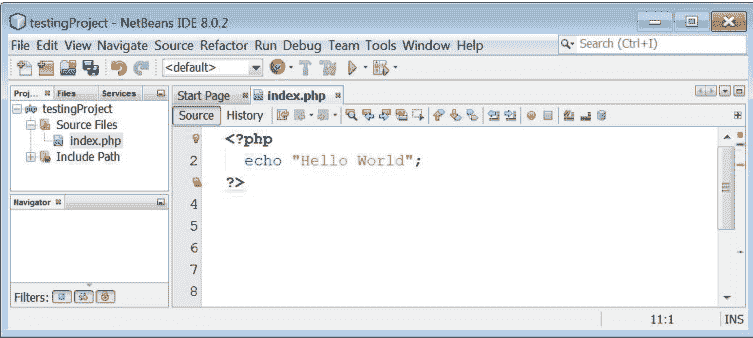 testingProject - NetBeans IDE 8.0.2
File Edit View Navigate Source Refactor Run Debug Team Tools Window Help
Search (Ctrl+I)
<default>
Proj... Files Services
testingProject
Source Files
index.php
Include Path
Navigator
Filters:
Start Page index.php
Source History
<?php
2 echo "Hello World";
?>
4
5
6
7
8
11:1 INS